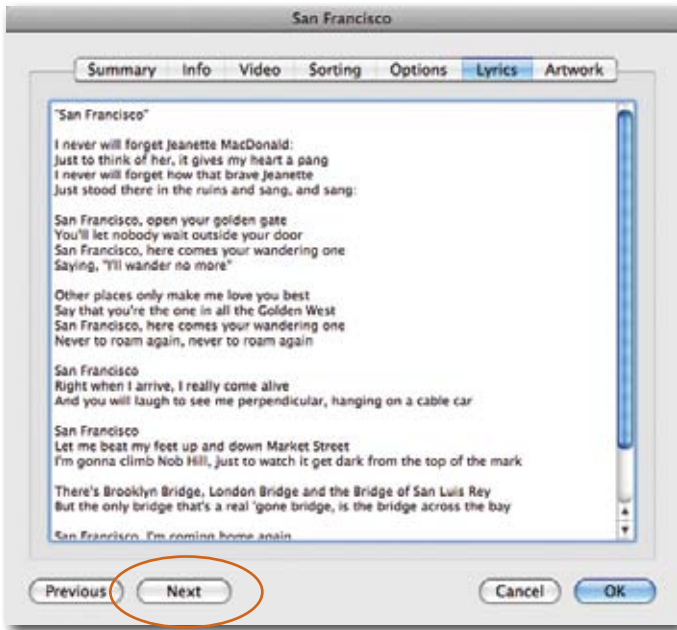 San Francisco
Summary Info Video Sorting Options Lyrics Artwork
"San Francisco"
I never will forget Jeanette MacDonald:
Just to think of her, it gives my heart a pang
I never will forget how that brave Jeanette
Just stood there in the ruins and sang, and sang:
San Francisco, open your golden gate
You'll let nobody wait outside your door
San Francisco, here comes your wandering one
Saying, "I'll wander no more"
Other places only make me love you best
Say that you're the one in all the Golden West
San Francisco, here comes your wandering one
Never to roam again, never to roam again
San Francisco
Right when I arrive, I really come alive
And you will laugh to see me perpendicular, hanging on a cable car
San Francisco
Let me beat my feet up and down Market Street
I'm gonna climb Nob Hill, just to watch it get dark from the top of the mark
There's Brooklyn Bridge, London Bridge and the Bridge of San Luis Rey
But the only bridge that's a real 'gone bridge, is the bridge across the bay
San Francisco, I'm coming home again
Previous Next Cancel OK